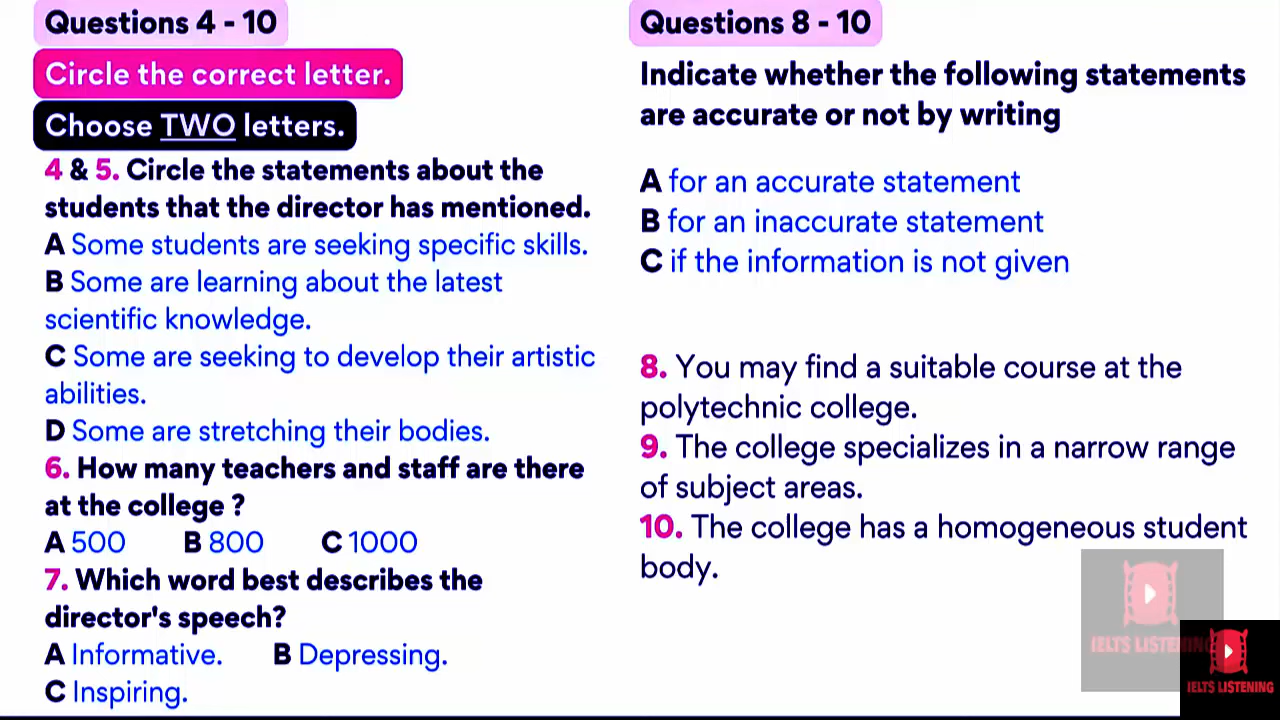 Questions 4 - 10
Circle the correct letter.
Choose TWO letters.
4 & 5. Circle the statements about the
students that the director has mentioned.
A Some students are seeking specific skills.
B Some are learning about the latest
scientific knowledge.
C Some are seeking to develop their artistic
abilities.
D Some are stretching their bodies.
6. How many teachers and staff are there
at the college ?
A 500 B 800 C 1000
7. Which word best describes the
director's speech?
A Informative. B Depressing.
C Inspiring.
Questions 8 - 10
Indicate whether the following statements
are accurate or not by writing
A for an accurate statement
B for an inaccurate statement
C if the information is not given
8. You may find a suitable course at the
polytechnic college.
9. The college specializes in a narrow range
of subject areas.
10. The college has a homogeneous student
body.
IELTS LISTENING
IELTS LISTENING